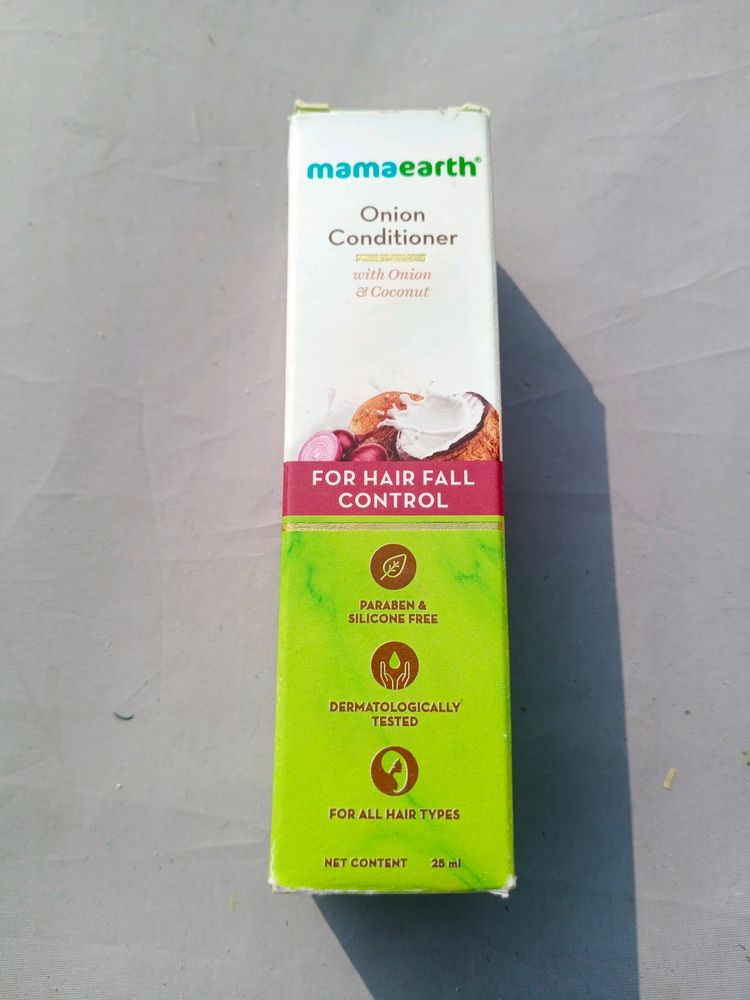 mamaearth®
Onion
Conditioner
with Onion
& Coconut
FOR HAIR FALL
CONTROL
PARABEN &
SILICONE FREE
DERMATOLOGICALLY
TESTED
FOR ALL HAIR TYPES
NET CONTENT 25 ml